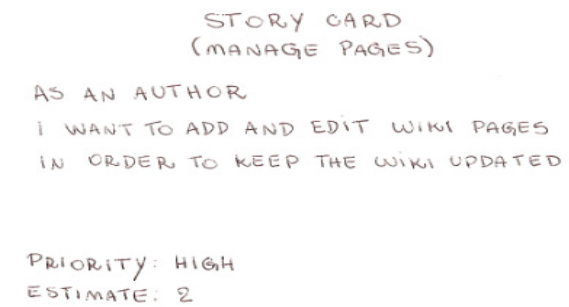 STORY CARD
(MANAGE PAGES)
AS AN AUTHOR
I WANT TO ADD AND EDIT WIKI PAGES
IN ORDER TO KEEP THE WIKI UPDATED
PRIORITY: HIGH
ESTIMATE: 2